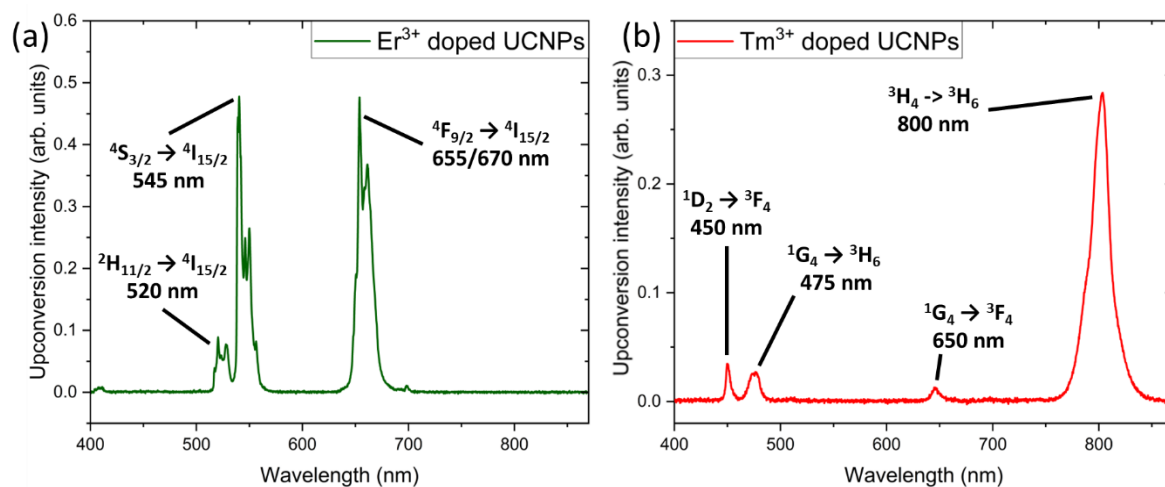 (a)
Er³⁺ doped UCNPs
⁴S₃/₂ → ⁴I₁₅/₂
545 nm
²H₁₁/₂ → ⁴I₁₅/₂
520 nm
⁴F₉/₂ → ⁴I₁₅/₂
655/670 nm
Upconversion intensity (arb. units)
0.6
0.5
0.4
0.3
0.2
0.1
0.0
400
500
600
700
800
Wavelength (nm)
(b)
Tm³⁺ doped UCNPs
³H₄ -> ³H₆
800 nm
¹D₂ → ³F₄
450 nm
¹G₄ → ³H₆
475 nm
¹G₄ → ³F₄
650 nm
Upconversion intensity (arb. units)
0.3
0.2
0.1
0.0
400
500
600
700
800
Wavelength (nm)